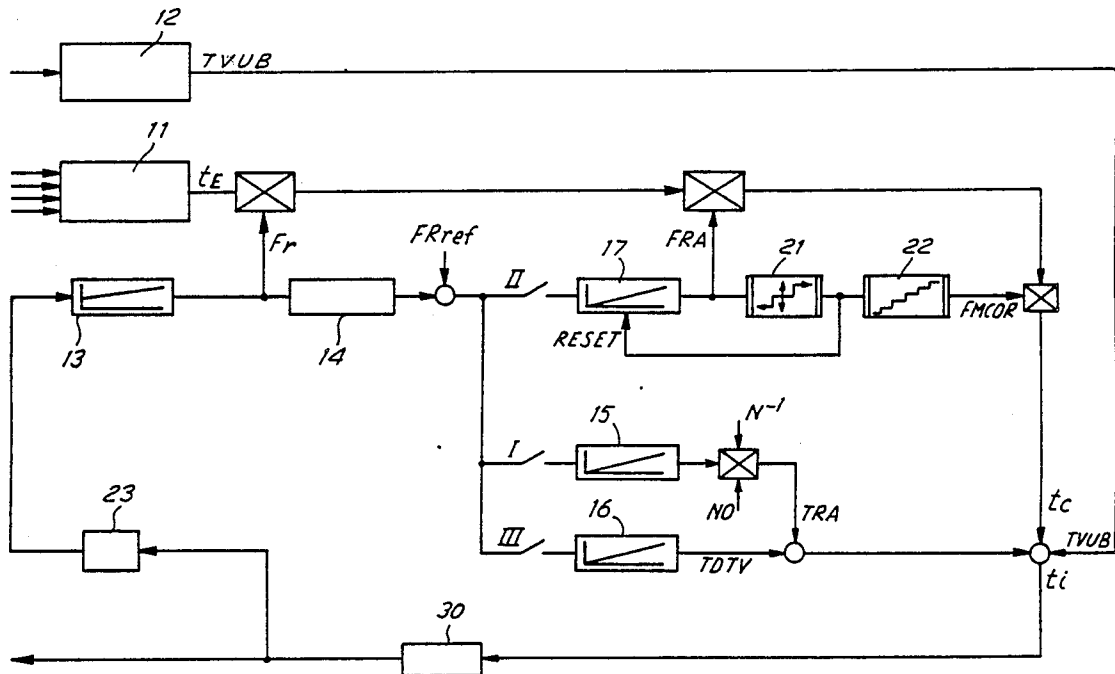 12
TVUB
11
tE
Fr
FRref
FRA
17
21
22
II
FMCOR
13
14
RESET
I
15
N⁻¹
NO
TRA
23
III
16
TDTV
tc
TVUB
ti
30